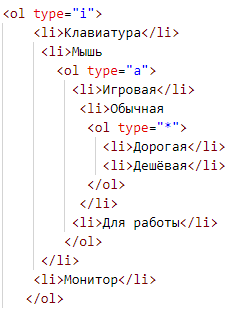 <ol type="i">
<li>Клавиатура</li>
<li>Мышь
<ol type="a">
<li>Игровая</li>
<li>Обычная
<ol type="*">
<li>Дорогая</li>
<li>Дешёвая</li>
</ol>
</li>
<li>Для работы</li>
</ol>
</li>
<li>Монитор</li>
</ol>